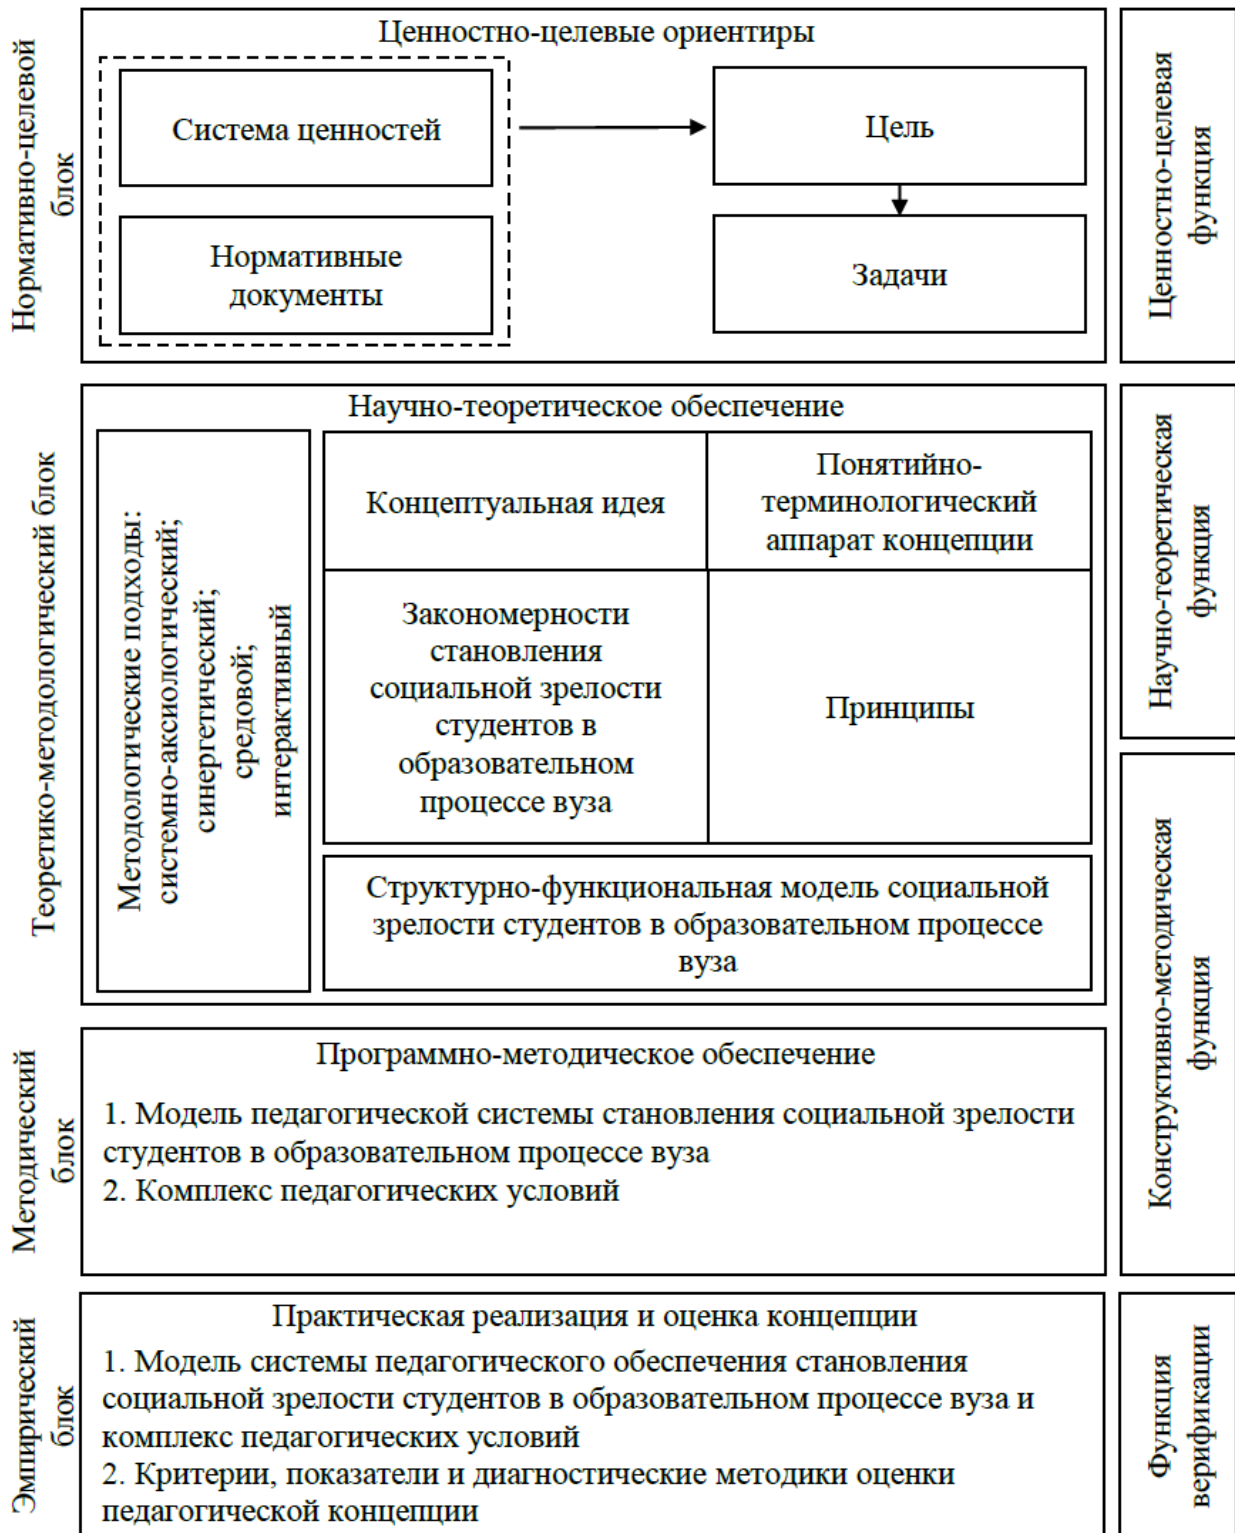 Нормативно-целевой
блок
Ценностно-целевые ориентиры
Система ценностей
Цель
Нормативные
документы
Задачи
Ценностно-целевая
функция
Теоретико-методологический блок
Научно-теоретическое обеспечение
Методологические подходы:
системно-аксиологический;
синергетический;
средовой;
интерактивный
Концептуальная идея
Понятийно-
терминологический
аппарат концепции
Закономерности
становления
социальной зрелости
студентов в
образовательном
процессе вуза
Принципы
Структурно-функциональная модель социальной
зрелости студентов в образовательном процессе
вуза
Научно-теоретическая
функция
Методический
блок
Программно-методическое обеспечение
1. Модель педагогической системы становления социальной зрелости
студентов в образовательном процессе вуза
2. Комплекс педагогических условий
Конструктивно-методическая
функция
Эмпирический
блок
Практическая реализация и оценка концепции
1. Модель системы педагогического обеспечения становления
социальной зрелости студентов в образовательном процессе вуза и
комплекс педагогических условий
2. Критерии, показатели и диагностические методики оценки
педагогической концепции
Функция
верификации